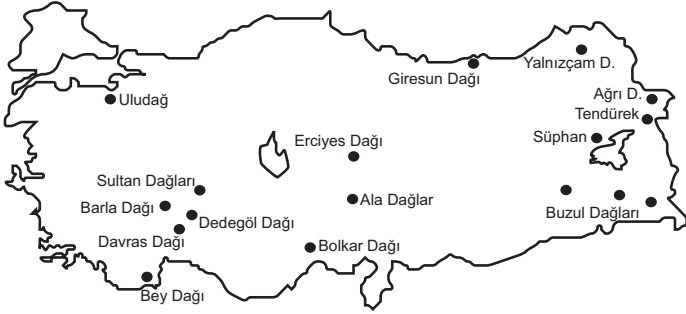 Yalnızçam D.
Giresun Dağı
Ağrı D.
Uludağ
Tendürek
Süphan
Erciyes Dağı
Sultan Dağları
Ala Dağlar
Barla Dağı
Buzul Dağları
Dedegöl Dağı
Davras Dağı
Bolkar Dağı
Bey Dağı